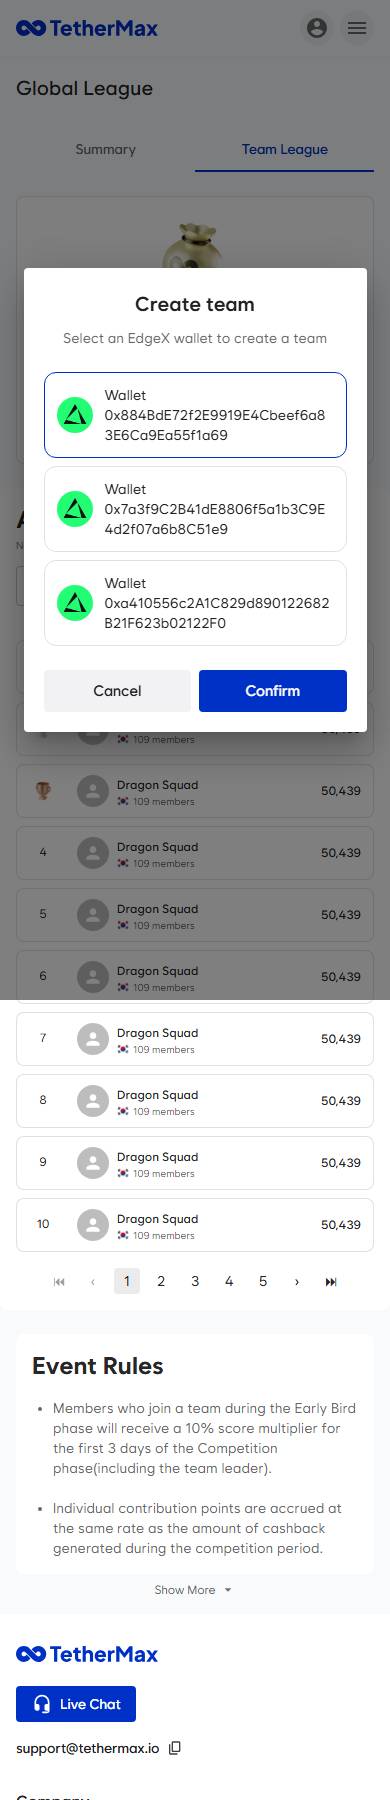 TetherMax
Global League
Summary
Team League
Create team
Select an EdgeX wallet to create a team
Wallet
0x884BdE72f2E9919E4Cbeef6a8
3E6Ca9Ea55f1a69
Wallet
0x7a3f9C2B41dE8806f5a1b3C9E
4d2f07a6b8C51e9
Wallet
0xa410556c2A1C829d890122682
B21F623b02122F0
Cancel
Confirm
Dragon Squad
109 members
50,439
4
Dragon Squad
109 members
50,439
5
Dragon Squad
109 members
50,439
6
Dragon Squad
109 members
50,439
7
Dragon Squad
109 members
50,439
8
Dragon Squad
109 members
50,439
9
Dragon Squad
109 members
50,439
10
Dragon Squad
109 members
50,439
1 2 3 4 5
Event Rules
• Members who join a team during the Early Bird
phase will receive a 10% score multiplier for
the first 3 days of the Competition
phase(including the team leader).
• Individual contribution points are accrued at
the same rate as the amount of cashback
generated during the competition period.
Show More
TetherMax
Live Chat
support@tethermax.io
Company